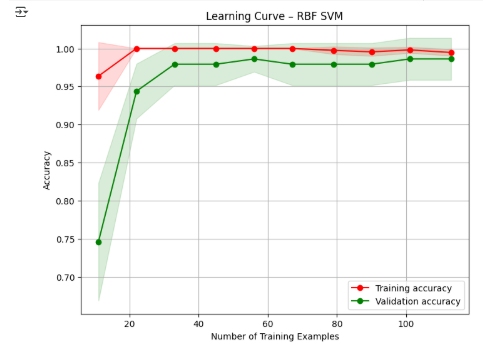 Learning Curve – RBF SVM
Accuracy
1.00
0.95
0.90
0.85
0.80
0.75
0.70
20
40
60
80
100
Number of Training Examples
Training accuracy
Validation accuracy